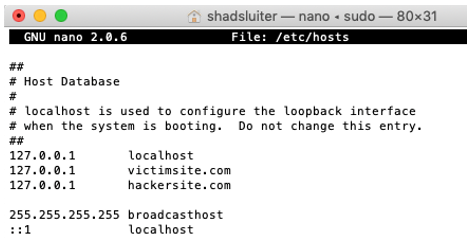 shadsluiter — nano ◂ sudo — 80×31
GNU nano 2.0.6 File: /etc/hosts
##
# Host Database
#
# localhost is used to configure the loopback interface
# when the system is booting.  Do not change this entry.
##
127.0.0.1 localhost
127.0.0.1 victimsite.com
127.0.0.1 hackersite.com
255.255.255.255 broadcasthost
::1 localhost